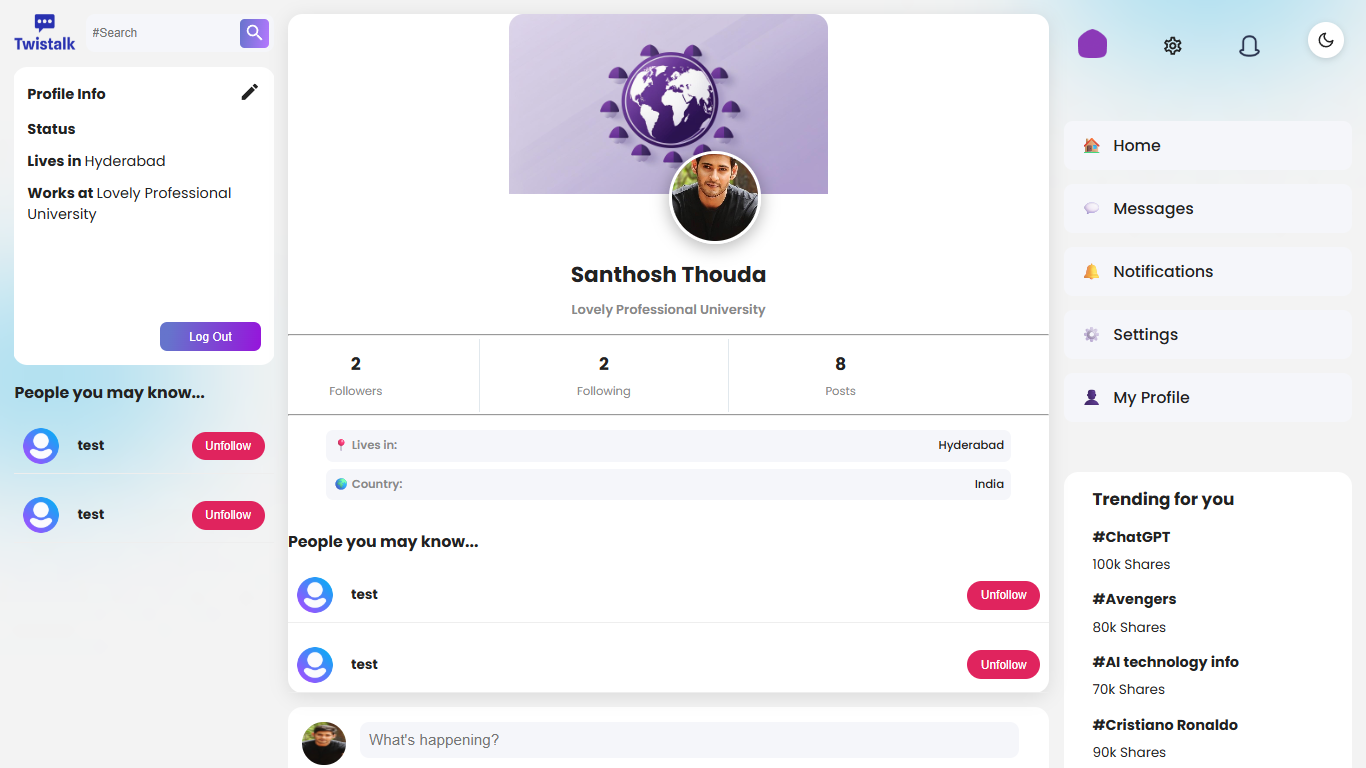 Twistalk
#Search
Profile Info
Status
Lives in Hyderabad
Works at Lovely Professional
University
Log Out
People you may know...
test
Unfollow
test
Unfollow
Santhosh Thouda
Lovely Professional University
2
Followers
2
Following
8
Posts
Lives in:
Hyderabad
Country:
India
People you may know...
test
Unfollow
test
Unfollow
What's happening?
Home
Messages
Notifications
Settings
My Profile
Trending for you
#ChatGPT
100k Shares
#Avengers
80k Shares
#AI technology info
70k Shares
#Cristiano Ronaldo
90k Shares